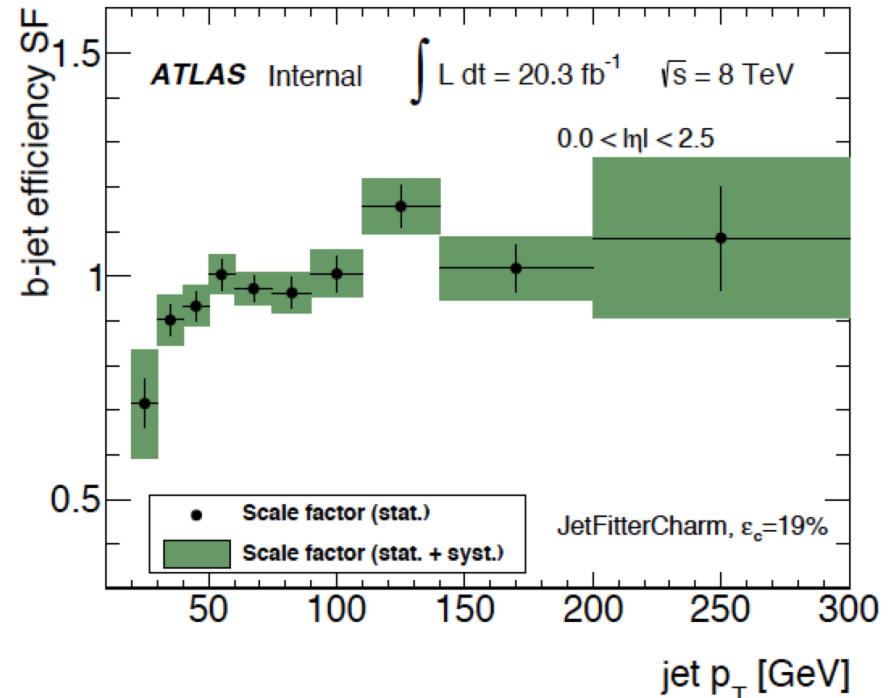 b-jet efficiency SF
1.5
1
0.5
ATLAS Internal ∫ L dt = 20.3 fb⁻¹ √s = 8 TeV
0.0 < |η| < 2.5
Scale factor (stat.)
Scale factor (stat. + syst.)
JetFitterCharm, ε_c=19%
50 100 150 200 250 300
jet p_T [GeV]